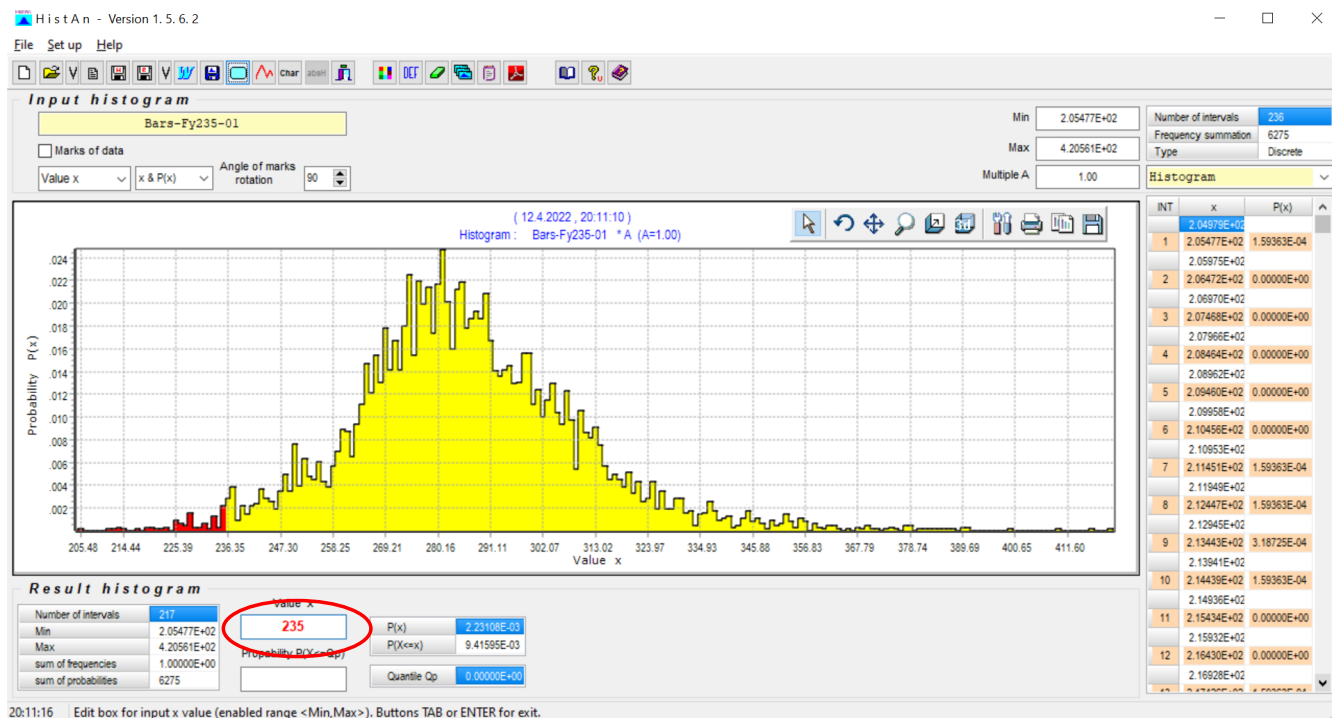 HistAn - Version 1.5.6.2
File Set up Help
V V Char absH DEF
Input histogram
Bars-Fy235-01
Marks of data
Value x x & P(x) Angle of marks rotation 90
Min 2.05477E+02
Max 4.20561E+02
Multiple A 1.00
Number of intervals 236
Frequency summation 6275
Type Discrete
Histogram
( 12.4.2022 , 20:11:10 )
Histogram : Bars-Fy235-01 * A (A=1.00)
Probability P(x)
.024
.022
.020
.018
.016
.014
.012
.010
.008
.006
.004
.002
205.48 214.44 225.39 236.35 247.30 258.25 269.21 280.16 291.11 302.07 313.02 323.97 334.93 345.88 356.83 367.79 378.74 389.69 400.65 411.60
Value x
INT x P(x)
2.04979E+02
1 2.05477E+02 1.59363E-04
2.05975E+02
2 2.06472E+02 0.00000E+00
2.06970E+02
3 2.07468E+02 0.00000E+00
2.07966E+02
4 2.08464E+02 0.00000E+00
2.08962E+02
5 2.09460E+02 0.00000E+00
2.09958E+02
6 2.10456E+02 0.00000E+00
2.10953E+02
7 2.11451E+02 1.59363E-04
2.11949E+02
8 2.12447E+02 1.59363E-04
2.12945E+02
9 2.13443E+02 3.18725E-04
2.13941E+02
10 2.14439E+02 1.59363E-04
2.14936E+02
11 2.15434E+02 0.00000E+00
2.15932E+02
12 2.16430E+02 0.00000E+00
2.16928E+02
Result histogram
Number of intervals 217
Min 2.05477E+02
Max 4.20561E+02
sum of frequencies 1.00000E+00
sum of probabilities 6275
Value x
235
Probability P(X<=Qp)
P(x) 2.23108E-03
P(X<=x) 9.41595E-03
Quantile Qp 0.00000E+00
20:11:16 Edit box for input x value (enabled range <Min,Max>). Buttons TAB or ENTER for exit.